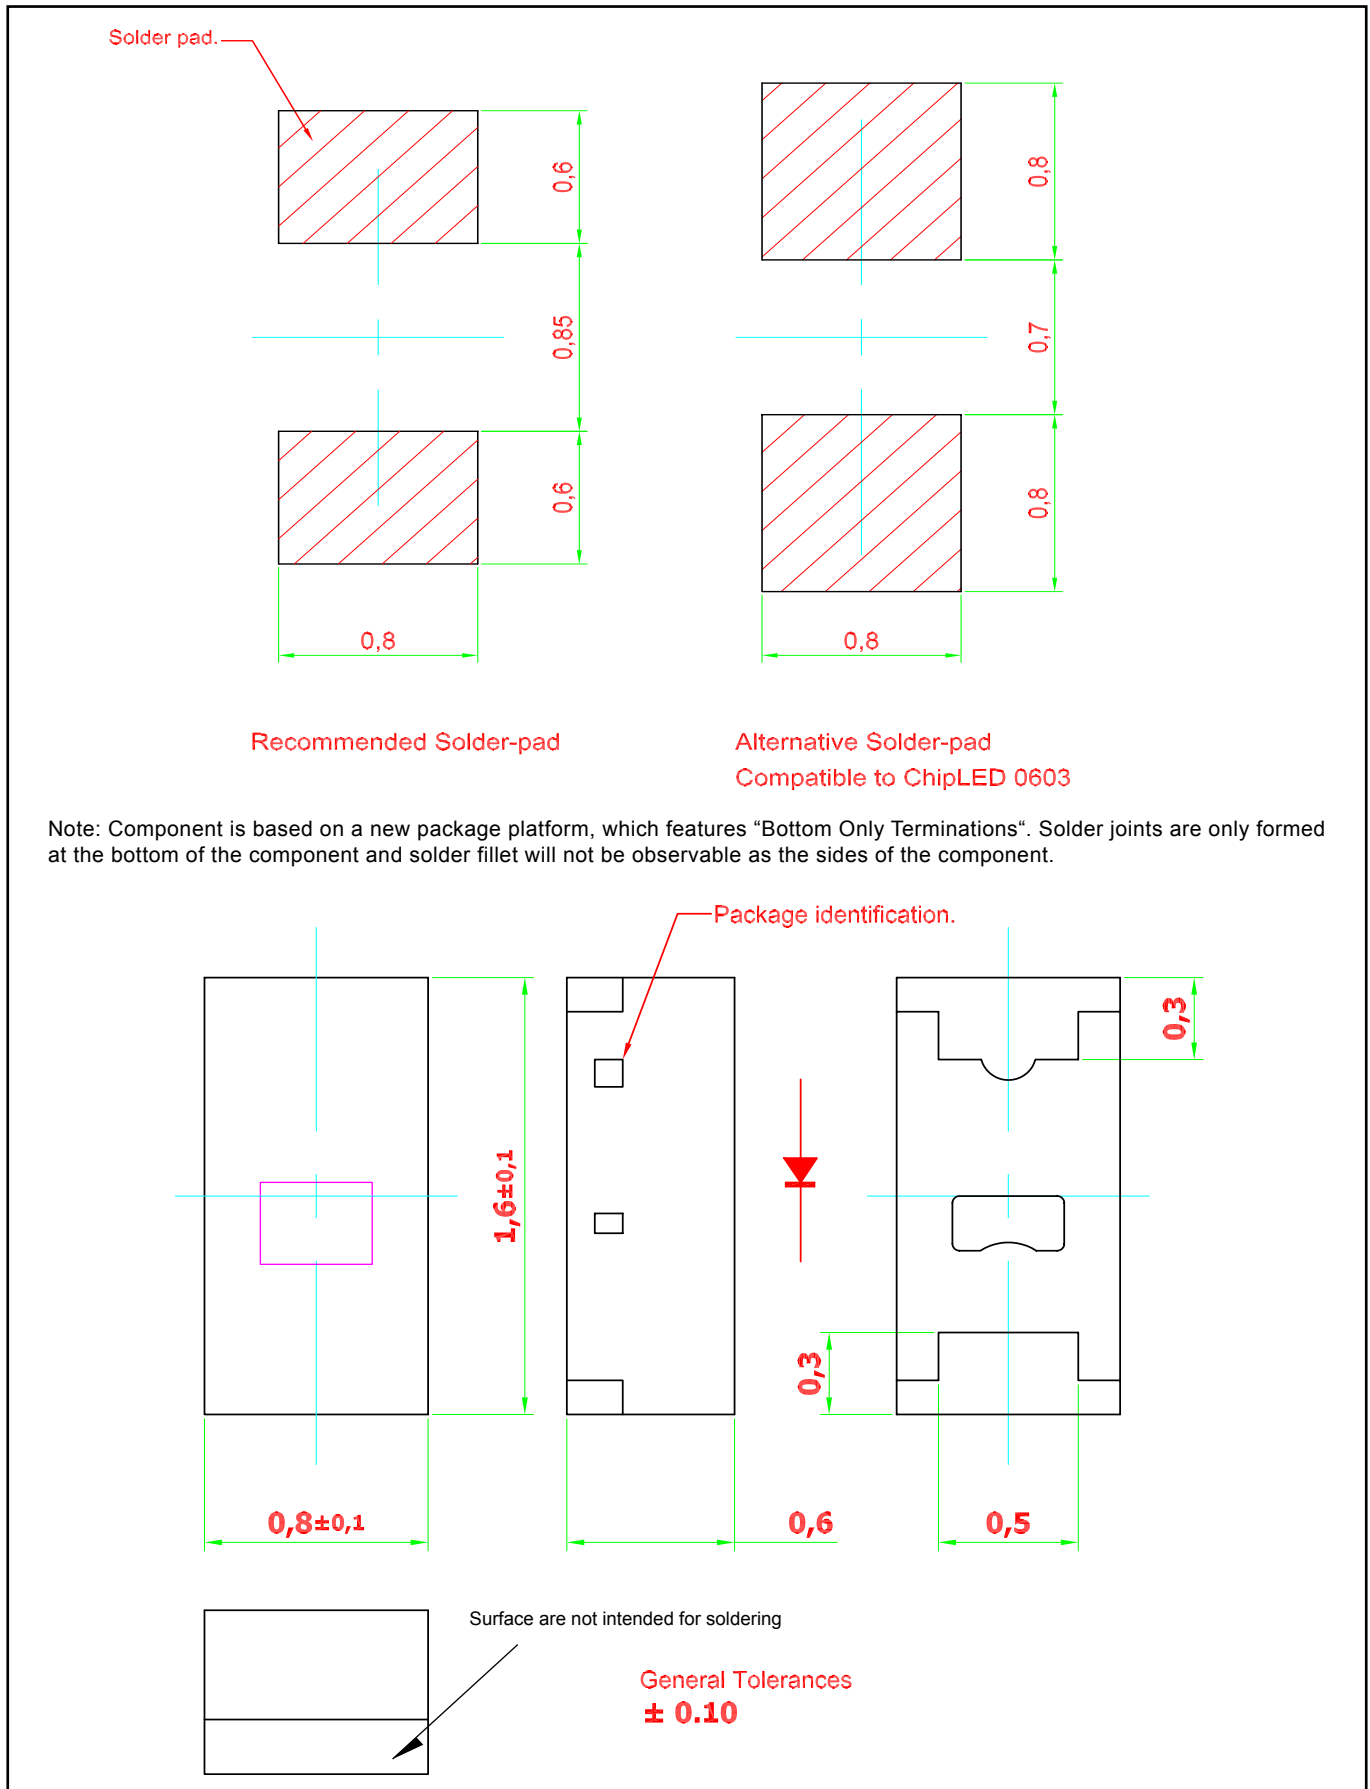 Solder pad.
0,6
0,85
0,6
0,8
0,8
0,7
0,8
0,8
Recommended Solder-pad
Alternative Solder-pad
Compatible to ChipLED 0603
Note: Component is based on a new package platform, which features “Bottom Only Terminations“. Solder joints are only formed
at the bottom of the component and solder fillet will not be observable as the sides of the component.
Package identification.
0,3
1,6±0,1
0,3
0,8±0,1
0,6
0,5
Surface are not intended for soldering
General Tolerances
± 0.10